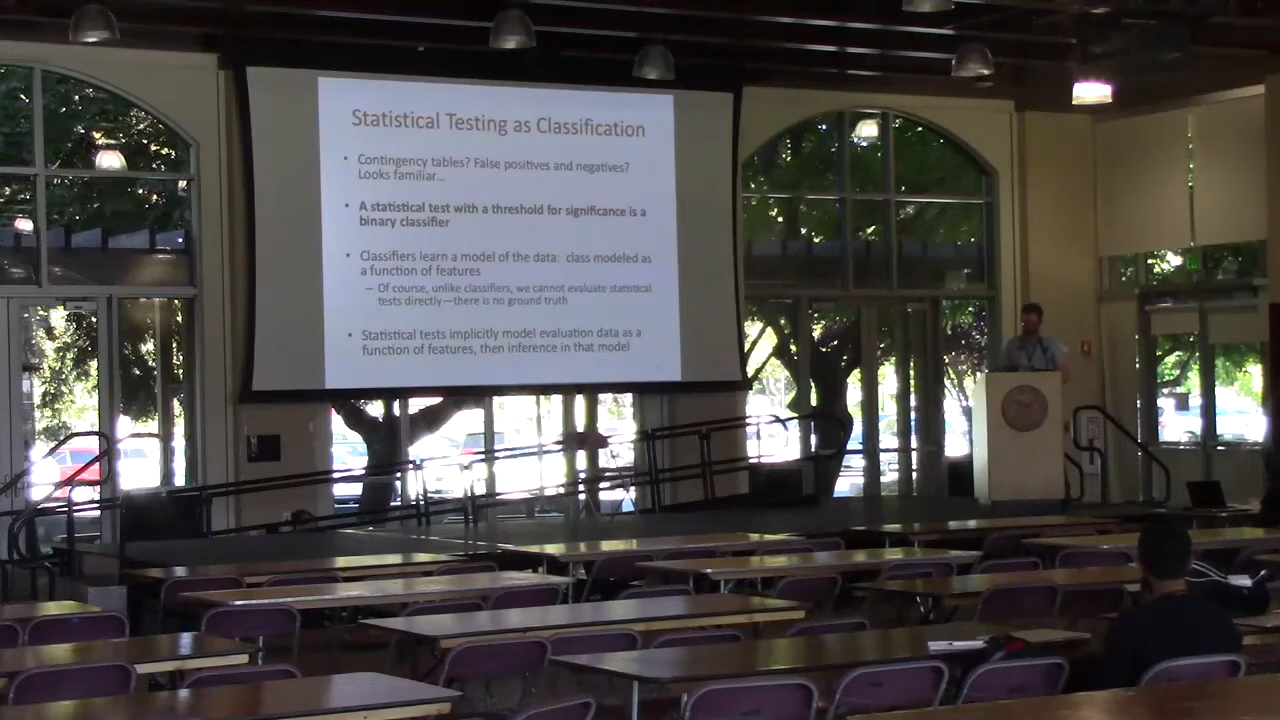 Statistical Testing as Classification
• Contingency tables? False positives and negatives?
Looks familiar...
• A statistical test with a threshold for significance is a
binary classifier
• Classifiers learn a model of the data: class modeled as
a function of features
– Of course, unlike classifiers, we cannot evaluate statistical
tests directly—there is no ground truth
• Statistical tests implicitly model evaluation data as a
function of features, then inference in that model